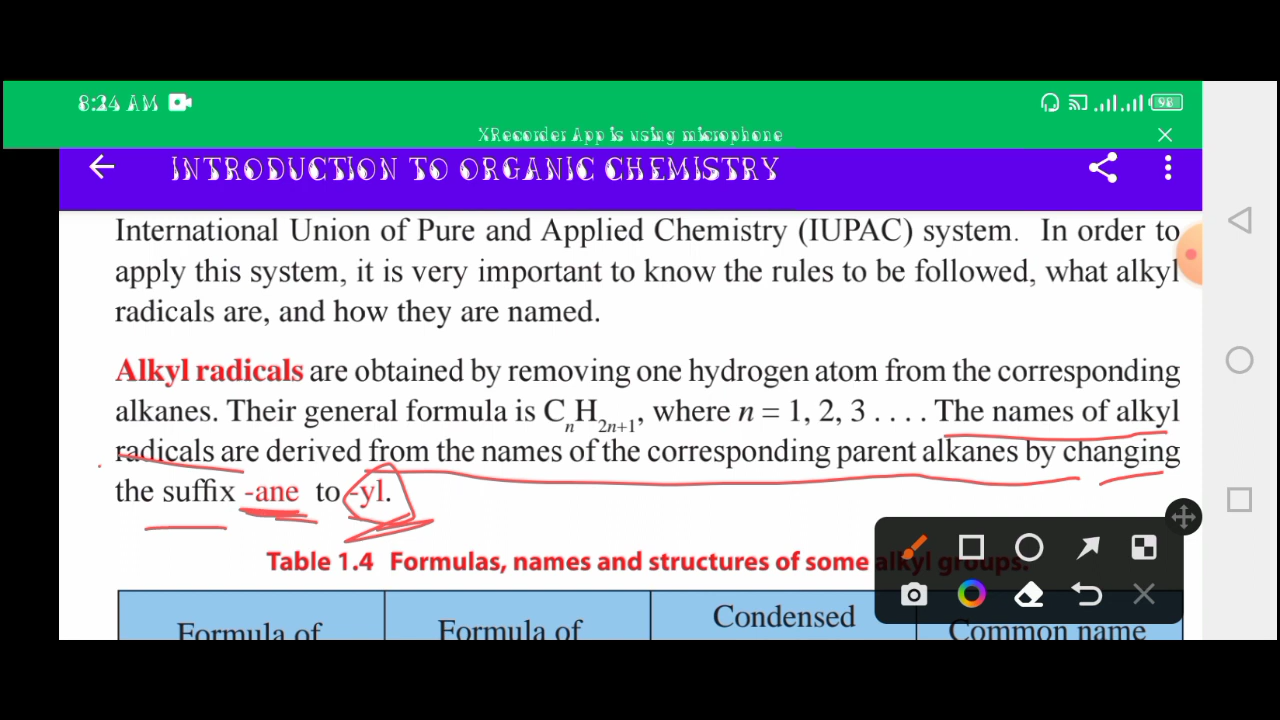 8:24 AM
98
XRecorder App is using microphone
INTRODUCTION TO ORGANIC CHEMISTRY
International Union of Pure and Applied Chemistry (IUPAC) system. In order to
apply this system, it is very important to know the rules to be followed, what alkyl
radicals are, and how they are named.
Alkyl radicals are obtained by removing one hydrogen atom from the corresponding
alkanes. Their general formula is CnH2n+1, where n = 1, 2, 3 . . . . The names of alkyl
radicals are derived from the names of the corresponding parent alkanes by changing
the suffix -ane to -yl.
Table 1.4 Formulas, names and structures of some alkyl groups.
Formula of Formula of Condensed Common name